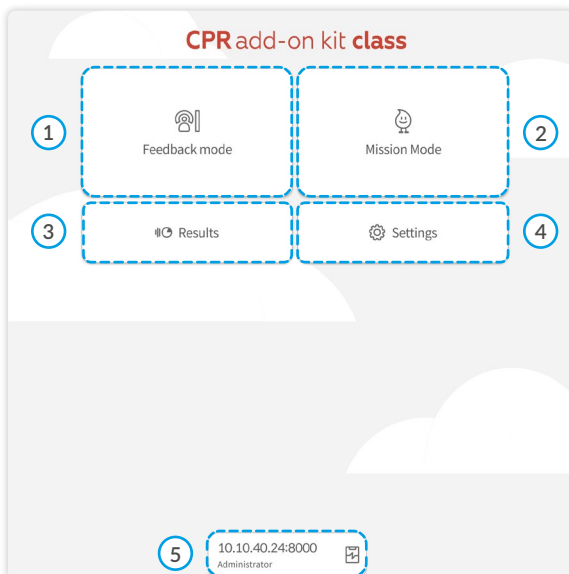 CPR add-on kit class
1
Feedback mode
Mission Mode
2
3
Results
Settings
4
5
10.10.40.24:8000
Administrator